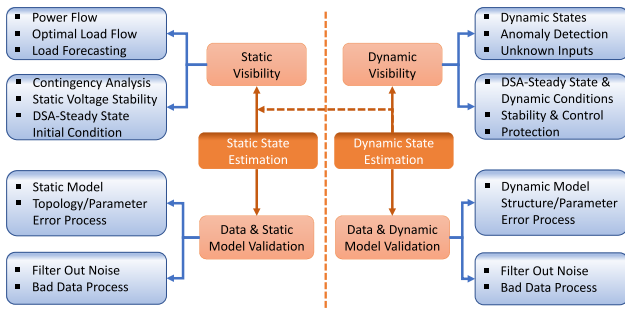 ▪ Power Flow
▪ Optimal Load Flow
▪ Load Forecasting
▪ Contingency Analysis
▪ Static Voltage Stability
▪ DSA-Steady State
Initial Condition
Static
Visibility
Static State
Estimation
Data & Static
Model Validation
▪ Static Model
▪ Topology/Parameter
Error Process
▪ Filter Out Noise
▪ Bad Data Process
Dynamic
Visibility
Dynamic State
Estimation
Data & Dynamic
Model Validation
▪ Dynamic States
▪ Anomaly Detection
▪ Unknown Inputs
▪ DSA-Steady State &
Dynamic Conditions
▪ Stability & Control
▪ Protection
▪ Dynamic Model
Structure/Parameter
Error Process
▪ Filter Out Noise
▪ Bad Data Process